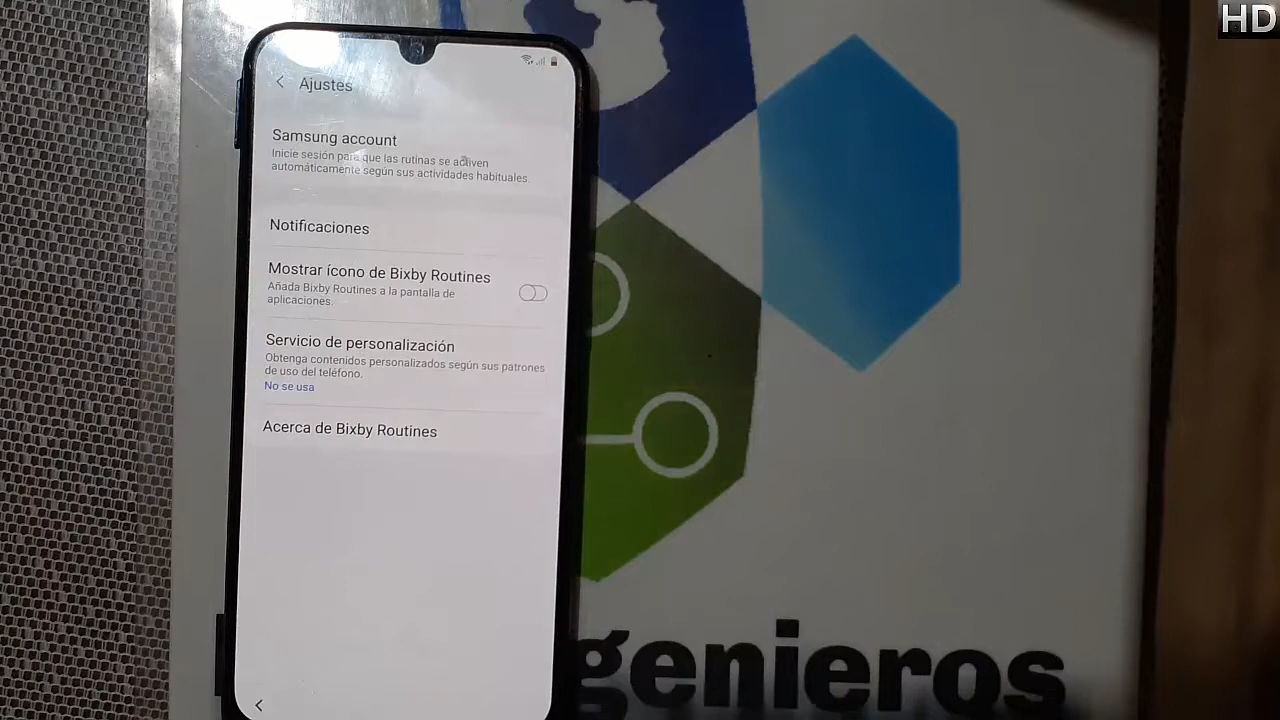 HD
Ajustes
Samsung account
Inicie sesión para que las rutinas se activen
automáticamente según sus actividades habituales.
Notificaciones
Mostrar ícono de Bixby Routines
Añada Bixby Routines a la pantalla de
aplicaciones.
Servicio de personalización
Obtenga contenidos personalizados según sus patrones
de uso del teléfono.
No se usa
Acerca de Bixby Routines
genieros